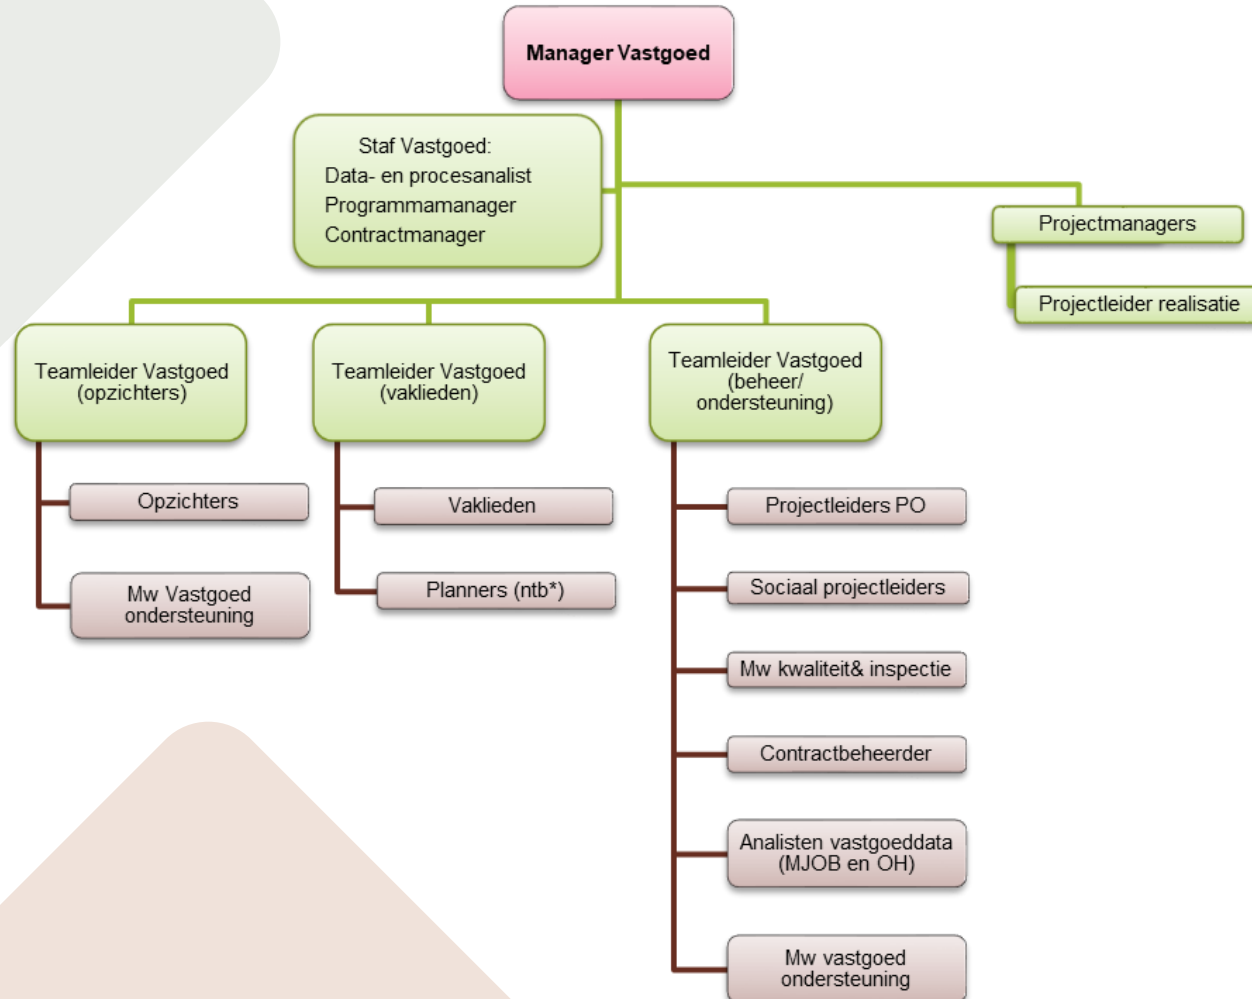 Manager Vastgoed
Staf Vastgoed:
Data- en procesanalist
Programmamanager
Contractmanager
Projectmanagers
Projectleider realisatie
Teamleider Vastgoed
(opzichters)
Opzichters
Mw Vastgoed
ondersteuning
Teamleider Vastgoed
(vaklieden)
Vaklieden
Planners (ntb*)
Teamleider Vastgoed
(beheer/
ondersteuning)
Projectleiders PO
Sociaal projectleiders
Mw kwaliteit& inspectie
Contractbeheerder
Analisten vastgoeddata
(MJOB en OH)
Mw vastgoed
ondersteuning